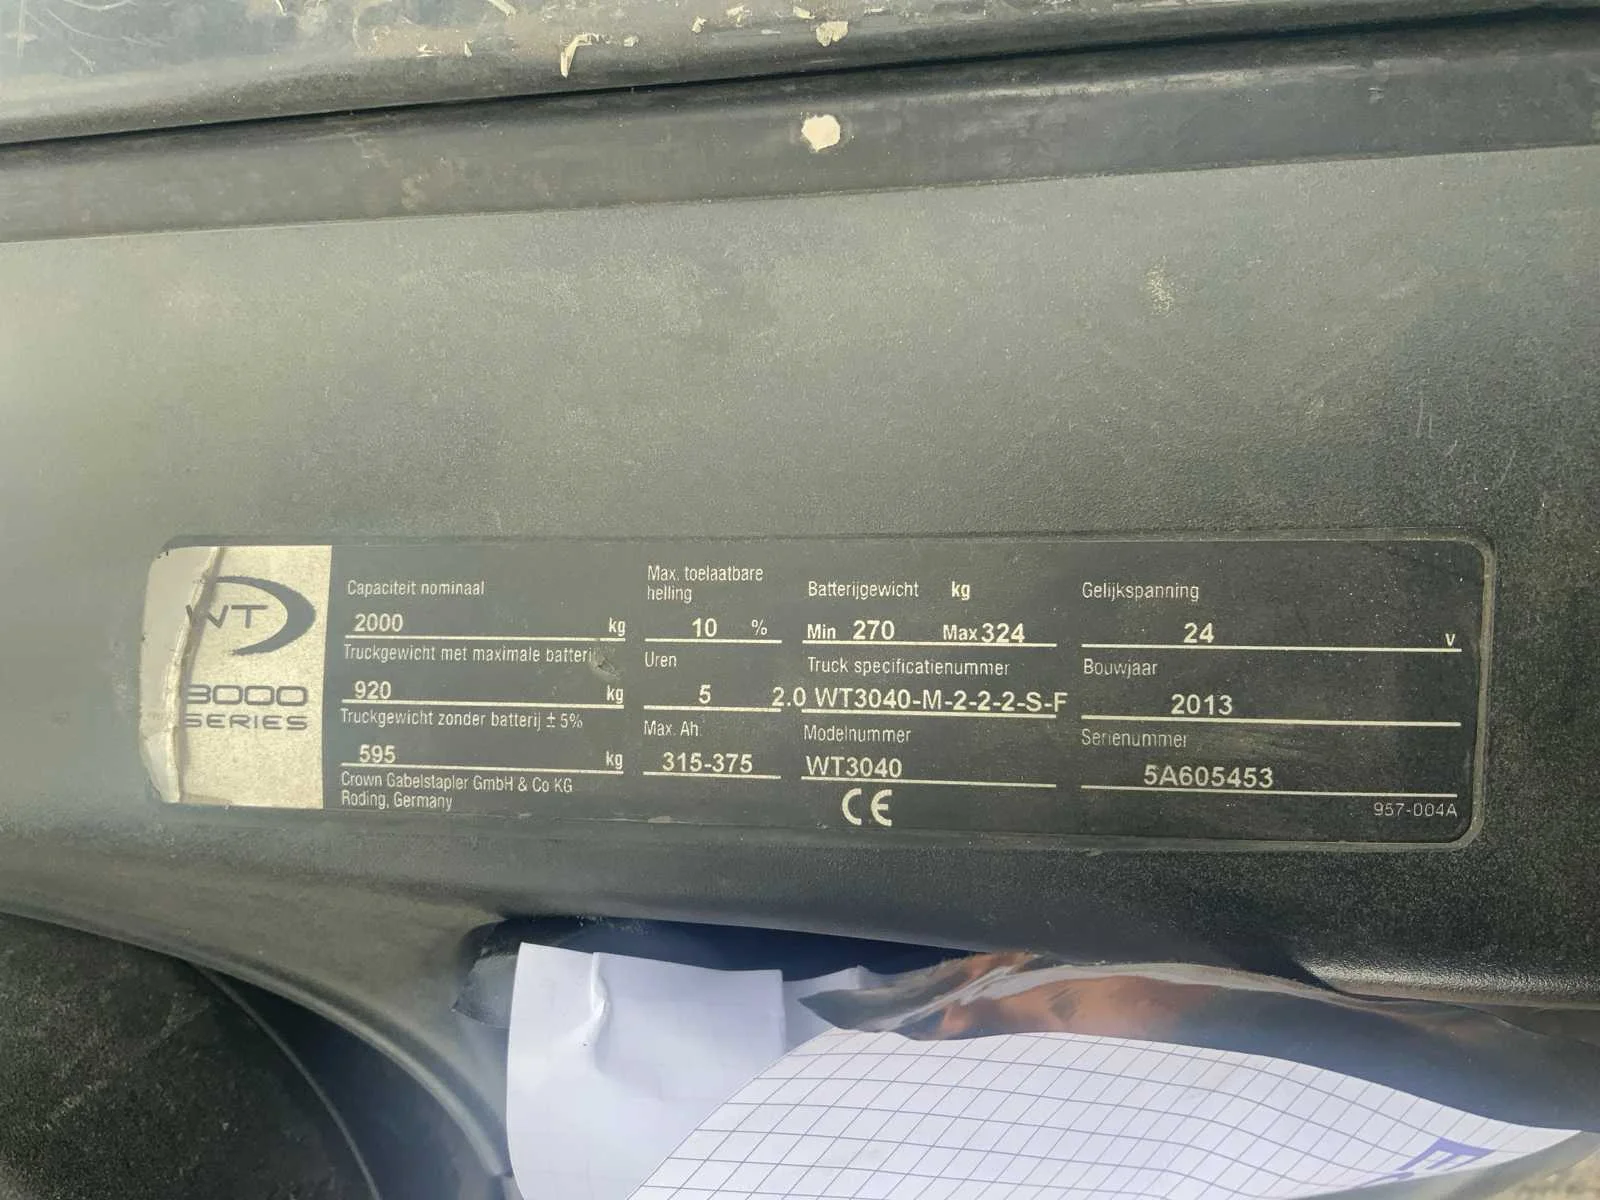 WT
3000
SERIES
Capaciteit nominaal
2000 kg
Truckgewicht met maximale batterij
920 kg
Truckgewicht zonder batterij ± 5%
595 kg
Crown Gabelstapler GmbH & Co KG
Roding, Germany
Max. toelaatbare
helling
10 %
Uren
5
Max. Ah.
315-375
Batterijgewicht kg
Min 270 Max 324
Truck specificatienummer
2.0 WT3040-M-2-2-2-S-F
Modelnummer
WT3040
CE
Gelijkspanning
24 V
Bouwjaar
2013
Serienummer
5A605453
957-004A